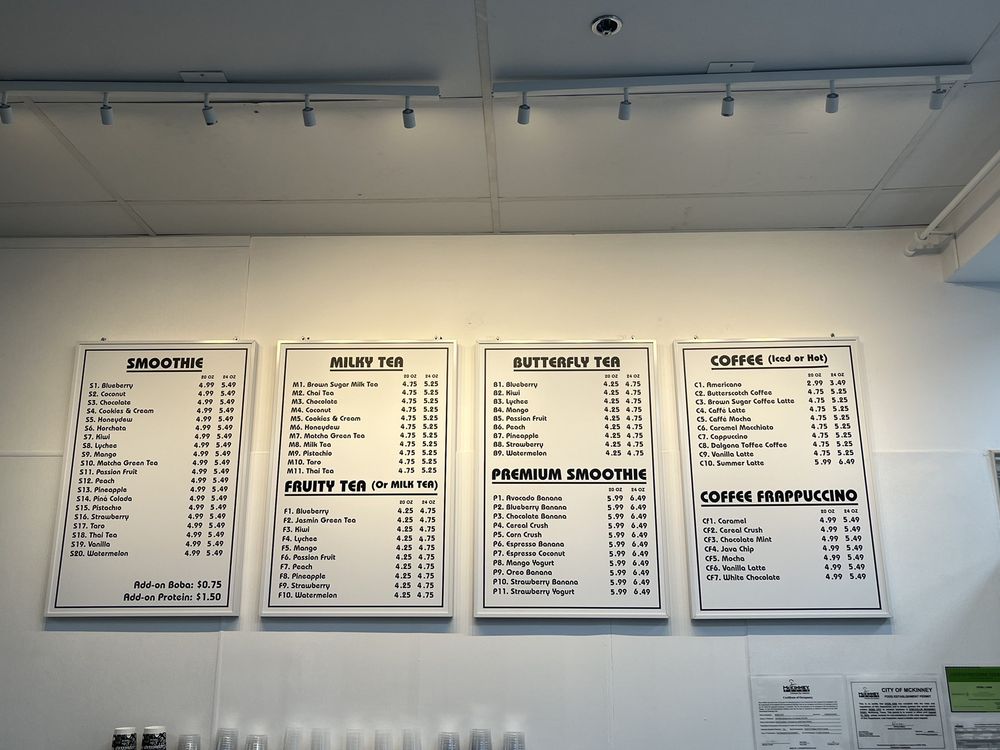 SMOOTHIE
20 OZ 24 OZ
S1. Blueberry 4.99 5.49
S2. Coconut 4.99 5.49
S3. Chocolate 4.99 5.49
S4. Cookies & Cream 4.99 5.49
S5. Honeydew 4.99 5.49
S6. Horchata 4.99 5.49
S7. Kiwi 4.99 5.49
S8. Lychee 4.99 5.49
S9. Mango 4.99 5.49
S10. Matcha Green Tea 4.99 5.49
S11. Passion Fruit 4.99 5.49
S12. Peach 4.99 5.49
S13. Pineapple 4.99 5.49
S14. Pinà Colada 4.99 5.49
S15. Pistachio 4.99 5.49
S16. Strawberry 4.99 5.49
S17. Taro 4.99 5.49
S18. Thai Tea 4.99 5.49
S19. Vanilla 4.99 5.49
S20. Watermelon 4.99 5.49
Add-on Boba: $0.75
Add-on Protein: $1.50
MILKY TEA
20 OZ 24 OZ
M1. Brown Sugar Milk Tea 4.75 5.25
M2. Chai Tea 4.75 5.25
M3. Chocolate 4.75 5.25
M4. Coconut 4.75 5.25
M5. Cookies & Cream 4.75 5.25
M6. Honeydew 4.75 5.25
M7. Matcha Green Tea 4.75 5.25
M8. Milk Tea 4.75 5.25
M9. Pistachio 4.75 5.25
M10. Taro 4.75 5.25
M11. Thai Tea 4.75 5.25
FRUITY TEA (Or MILK TEA)
20 OZ 24 OZ
F1. Blueberry 4.25 4.75
F2. Jasmin Green Tea 4.25 4.75
F3. Kiwi 4.25 4.75
F4. Lychee 4.25 4.75
F5. Mango 4.25 4.75
F6. Passion Fruit 4.25 4.75
F7. Peach 4.25 4.75
F8. Pineapple 4.25 4.75
F9. Strawberry 4.25 4.75
F10. Watermelon 4.25 4.75
BUTTERFLY TEA
20 OZ 24 OZ
B1. Blueberry 4.25 4.75
B2. Kiwi 4.25 4.75
B3. Lychee 4.25 4.75
B4. Mango 4.25 4.75
B5. Passion Fruit 4.25 4.75
B6. Peach 4.25 4.75
B7. Pineapple 4.25 4.75
B8. Strawberry 4.25 4.75
B9. Watermelon 4.25 4.75
PREMIUM SMOOTHIE
20 OZ 24 OZ
P1. Avocado Banana 5.99 6.49
P2. Blueberry Banana 5.99 6.49
P3. Chocolate Banana 5.99 6.49
P4. Cereal Crush 5.99 6.49
P5. Corn Crush 5.99 6.49
P6. Espresso Banana 5.99 6.49
P7. Espresso Coconut 5.99 6.49
P8. Mango Yogurt 5.99 6.49
P9. Oreo Banana 5.99 6.49
P10. Strawberry Banana 5.99 6.49
P11. Strawberry Yogurt 5.99 6.49
COFFEE (Iced or Hot)
20 OZ 24 OZ
C1. Americano 2.99 3.49
C2. Butterscotch Coffee 4.75 5.25
C3. Brown Sugar Coffee Latte 4.75 5.25
C4. Caffè Latte 4.75 5.25
C5. Caffè Mocha 4.75 5.25
C6. Caramel Macchiato 4.75 5.25
C7. Cappuccino 4.75 5.25
C8. Dalgona Toffee Coffee 4.75 5.25
C9. Vanilla Latte 4.75 5.25
C10. Summer Latte 5.99 6.49
COFFEE FRAPPUCCINO
20 OZ 24 OZ
CF1. Caramel 4.99 5.49
CF2. Cereal Crush 4.99 5.49
CF3. Chocolate Mint 4.99 5.49
CF4. Java Chip 4.99 5.49
CF5. Mocha 4.99 5.49
CF6. Vanilla Latte 4.99 5.49
CF7. White Chocolate 4.99 5.49
MCKINNEY
Certificate of Occupancy
MCKINNEY
CITY OF MCKINNEY
FOOD ESTABLISHMENT PERMIT